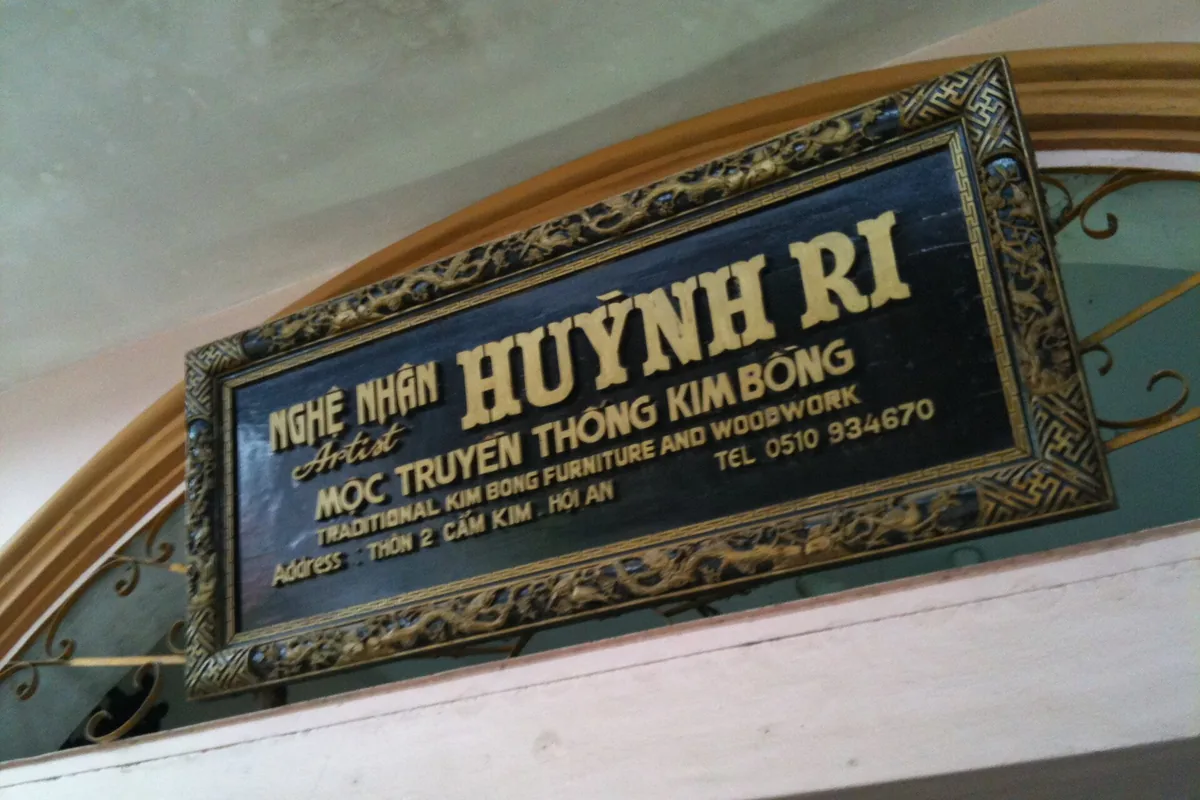 NGHỆ NHÂN HUỲNH RI
Artist
MỘC TRUYỀN THỐNG KIM BỒNG
TRADITIONAL KIM BONG FURNITURE AND WOODWORK
Address : THÔN 2 CẨM KIM . HỘI AN TEL 0510 934670